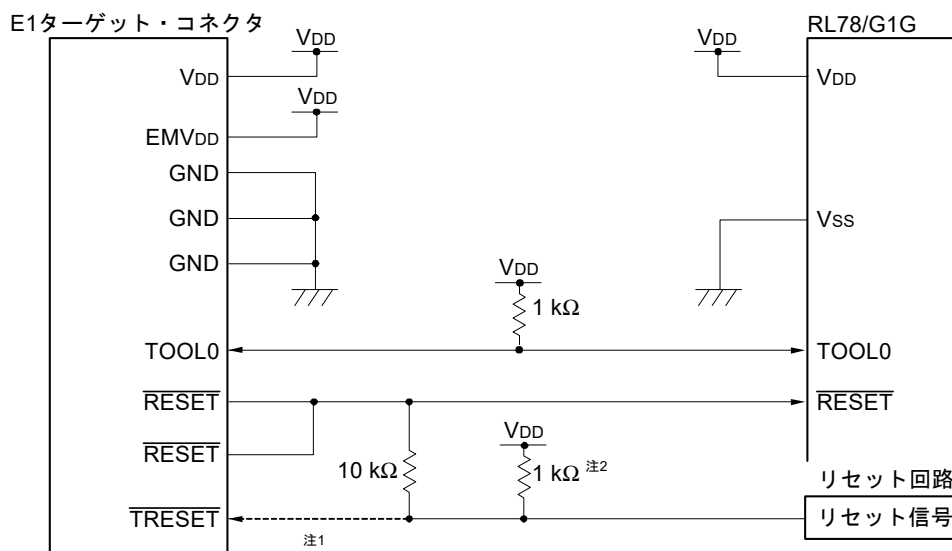 E1ターゲット・コネクタ
RL78/G1G
VDD
VDD
VDD
VDD
VDD
EMVDD
GND
GND
VSS
GND
VDD
1 kΩ
TOOL0
TOOL0
RESET
RESET
VDD
RESET
10 kΩ
1 kΩ 注2
リセット回路
TRESET
リセット信号
注1